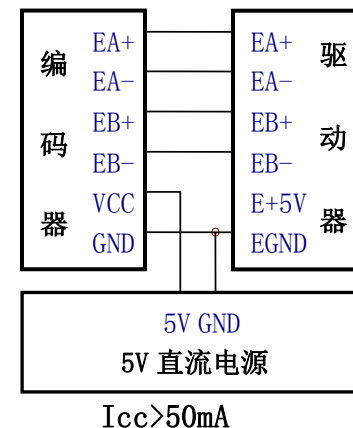 编码器
EA+
EA-
EB+
EB-
VCC
GND
EA+
EA-
EB+
EB-
E+5V
EGND
驱动器
5V GND
5V 直流电源
Icc>50mA